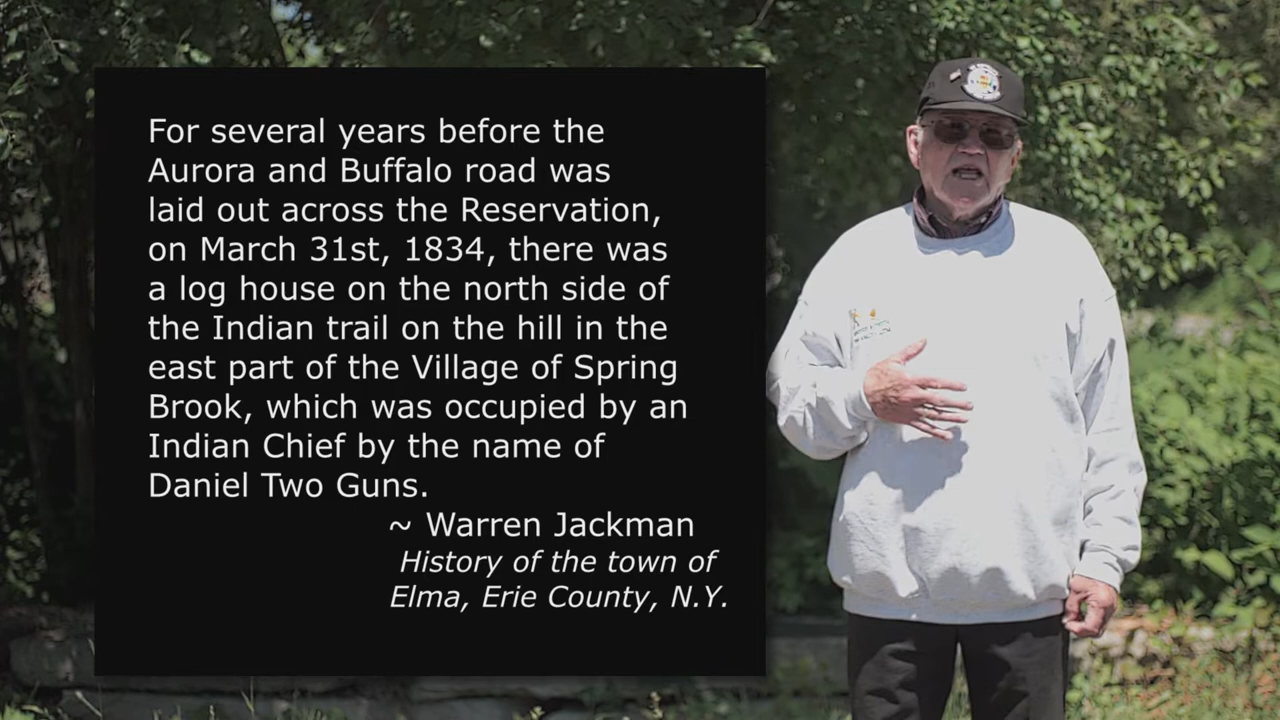 For several years before the
Aurora and Buffalo road was
laid out across the Reservation,
on March 31st, 1834, there was
a log house on the north side of
the Indian trail on the hill in the
east part of the Village of Spring
Brook, which was occupied by an
Indian Chief by the name of
Daniel Two Guns.
~ Warren Jackman
History of the town of
Elma, Erie County, N.Y.